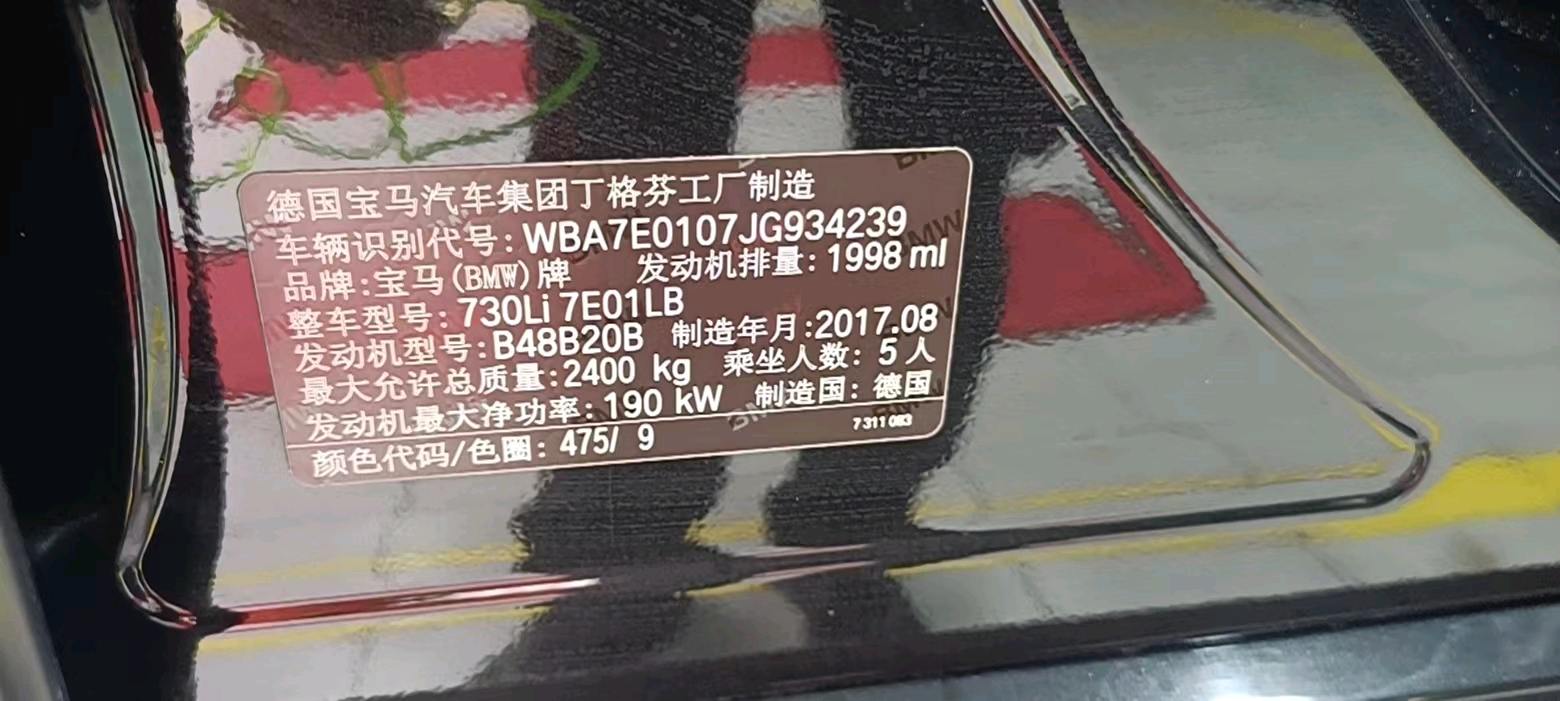 德国宝马汽车集团丁格芬工厂制造
车辆识别代号: WBA7E0107JG934239
品牌:宝马(BMW)牌 发动机排量: 1998 ml
整车型号: 730Li 7E01LB
发动机型号: B48B20B 制造年月:2017.08
最大允许总质量:2400 kg 乘坐人数: 5 人
发动机最大净功率: 190 kW 制造国: 德国
颜色代码/色圈: 475/ 9 7 311 083